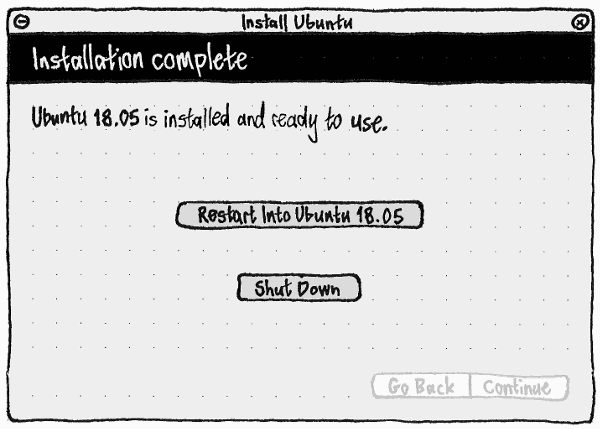 Install Ubuntu
Installation complete
Ubuntu 18.05 is installed and ready to use.
Restart Into Ubuntu 18.05
Shut Down
Go Back Continue